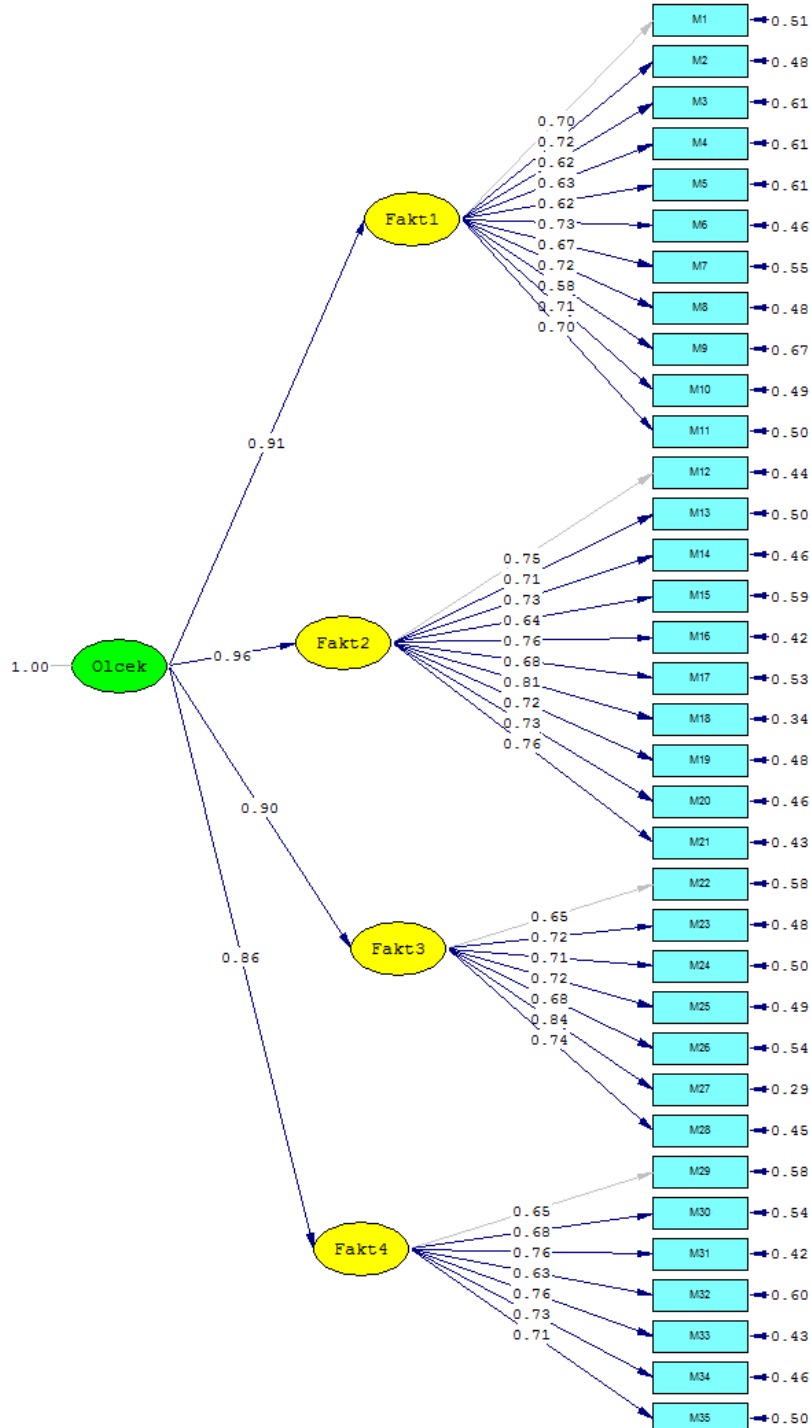 M1 0.51
M2 0.48
M3 0.61
M4 0.61
M5 0.61
M6 0.46
M7 0.55
M8 0.48
M9 0.67
M10 0.49
M11 0.50
0.70
0.72
0.62
0.63
0.62
0.73
0.67
0.72
0.58
0.71
0.70
Fakt1
0.91
M12 0.44
M13 0.50
M14 0.46
M15 0.59
M16 0.42
M17 0.53
M18 0.34
M19 0.48
M20 0.46
M21 0.43
0.75
0.71
0.73
0.64
0.76
0.68
0.81
0.72
0.73
0.76
Fakt2
0.96
1.00 Olcek
0.90
M22 0.58
M23 0.48
M24 0.50
M25 0.49
M26 0.54
M27 0.29
M28 0.45
0.65
0.72
0.71
0.72
0.68
0.84
0.74
Fakt3
0.86
M29 0.58
M30 0.54
M31 0.42
M32 0.60
M33 0.43
M34 0.46
M35 0.50
0.65
0.68
0.76
0.63
0.76
0.73
0.71
Fakt4